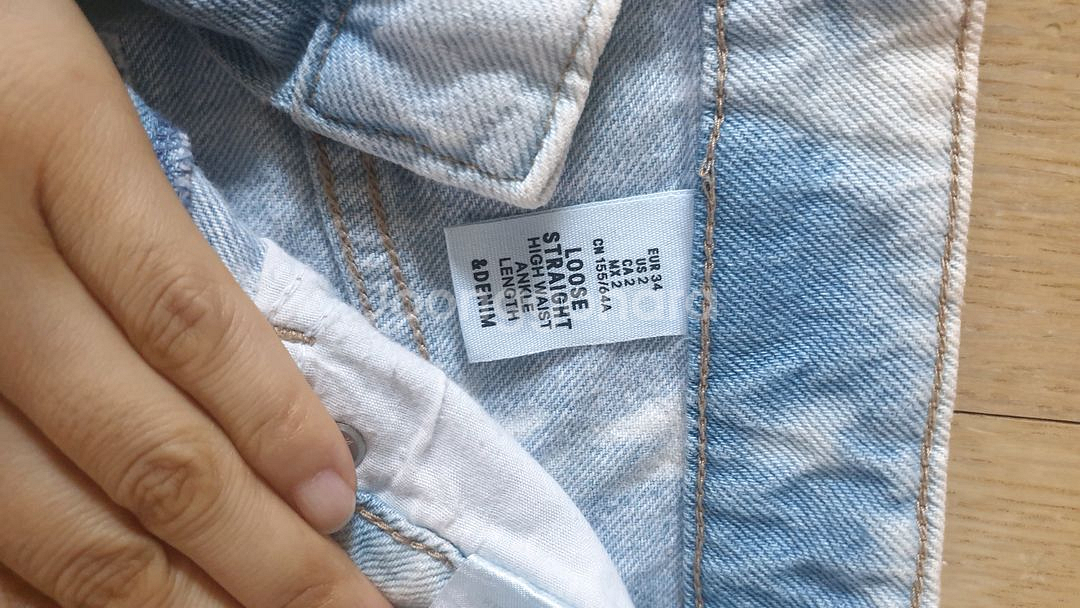 EUR 34
US 2
CA 2
MX 2
CN 155/64A
LOOSE
STRAIGHT
HIGH WAIST
ANKLE
LENGTH
&DENIM